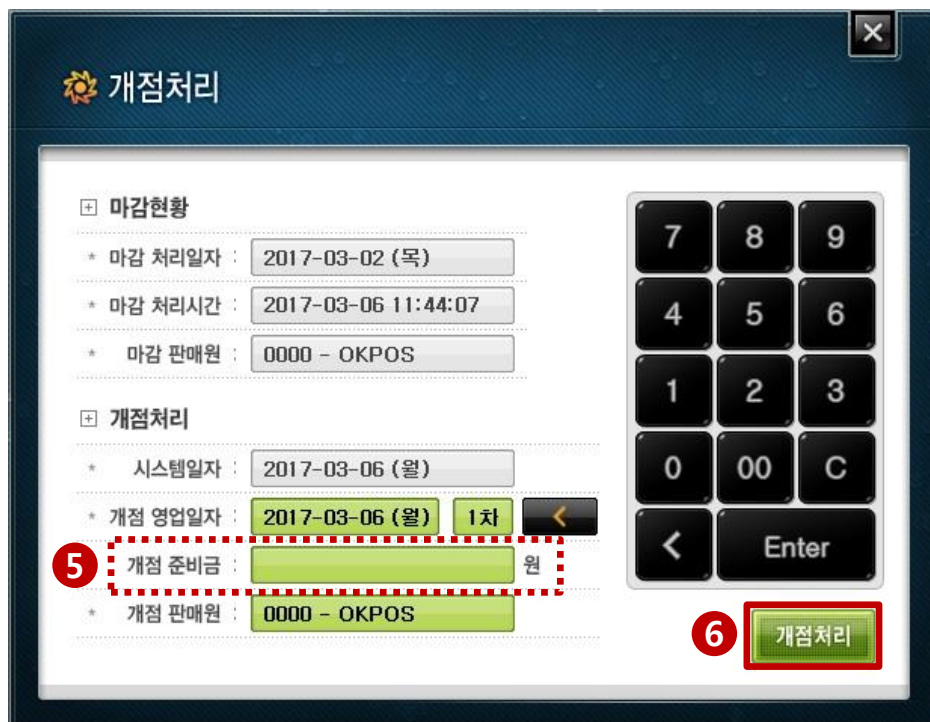 개점처리
마감현황
* 마감 처리일자 : 2017-03-02 (목)
* 마감 처리시간 : 2017-03-06 11:44:07
* 마감 판매원 : 0000 - OKPOS
개점처리
* 시스템일자 : 2017-03-06 (월)
* 개점 영업일자 : 2017-03-06 (월) 1차 <
5 개점 준비금 : 원
* 개점 판매원 : 0000 - OKPOS
7 8 9
4 5 6
1 2 3
0 00 C
< Enter
6 개점처리